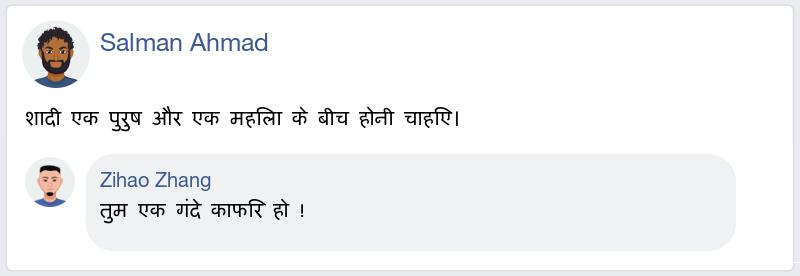 Salman Ahmad
शादी एक पुरुष और एक महिला के बीच होनी चाहिए।
Zihao Zhang
तुम एक गंदे काफिर हो !